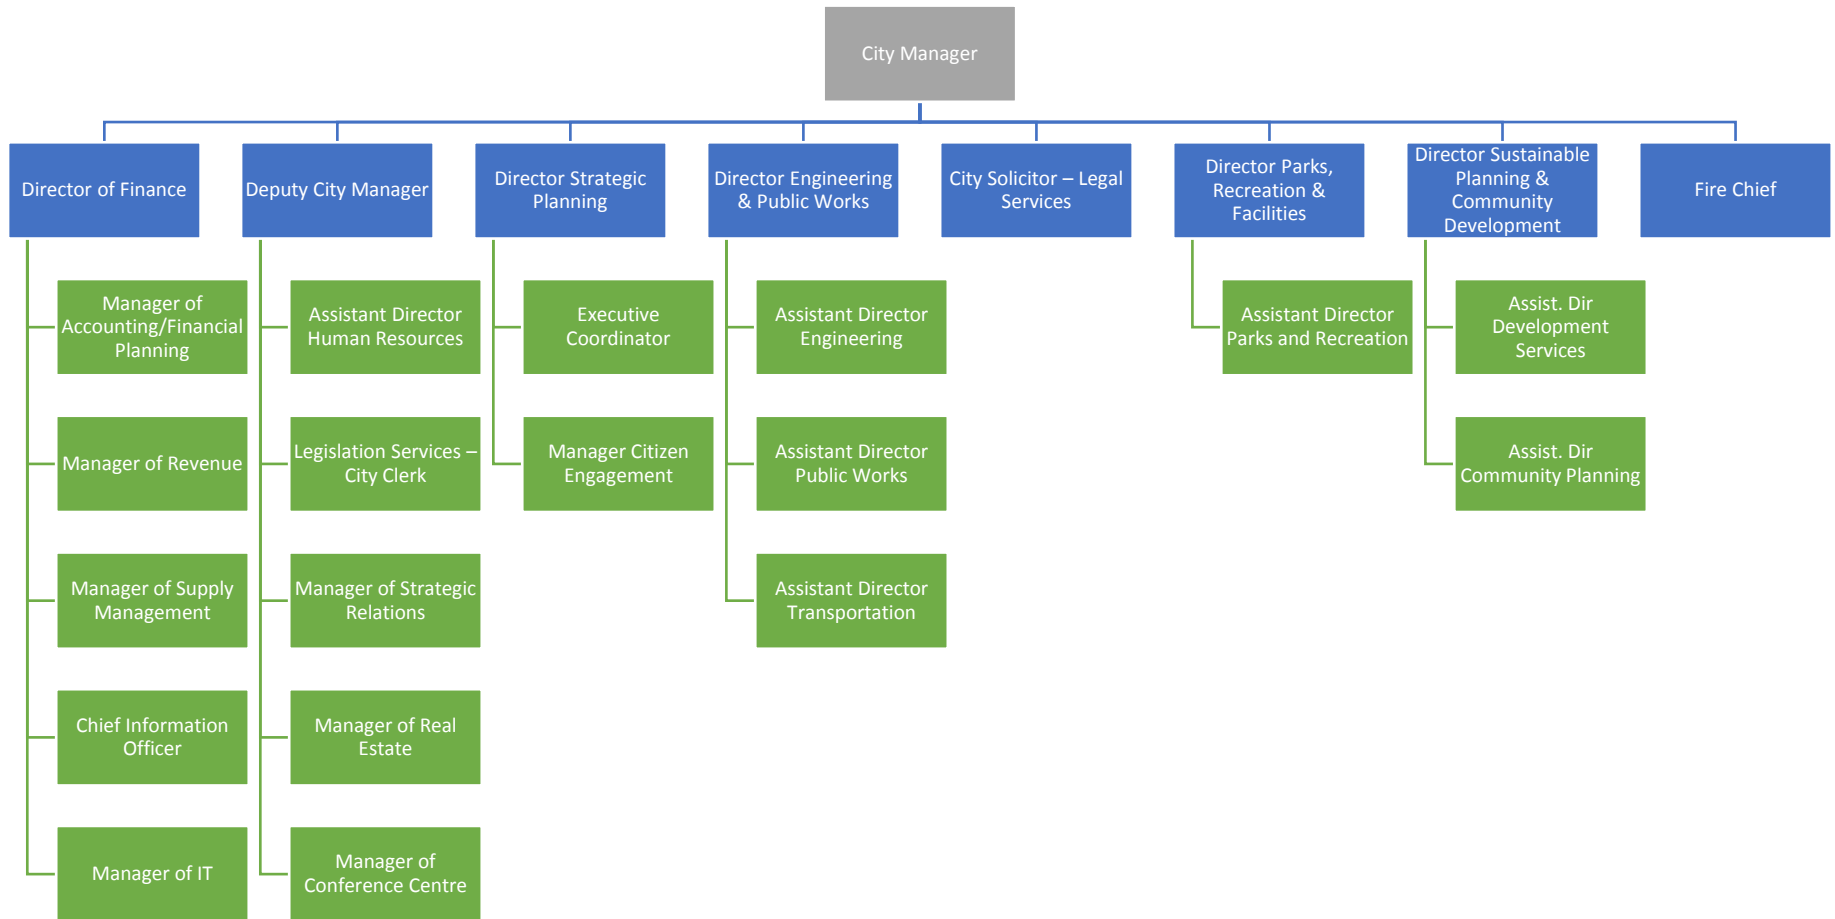 City Manager
Director of Finance
Deputy City Manager
Director Strategic
Planning
Director Engineering
& Public Works
City Solicitor – Legal
Services
Director Parks,
Recreation &
Facilities
Director Sustainable
Planning &
Community
Development
Fire Chief
Manager of
Accounting/Financial
Planning
Manager of Revenue
Manager of Supply
Management
Chief Information
Officer
Manager of IT
Assistant Director
Human Resources
Legislation Services –
City Clerk
Manager of Strategic
Relations
Manager of Real
Estate
Manager of
Conference Centre
Executive
Coordinator
Manager Citizen
Engagement
Assistant Director
Engineering
Assistant Director
Public Works
Assistant Director
Transportation
Assistant Director
Parks and Recreation
Assist. Dir
Development
Services
Assist. Dir
Community Planning